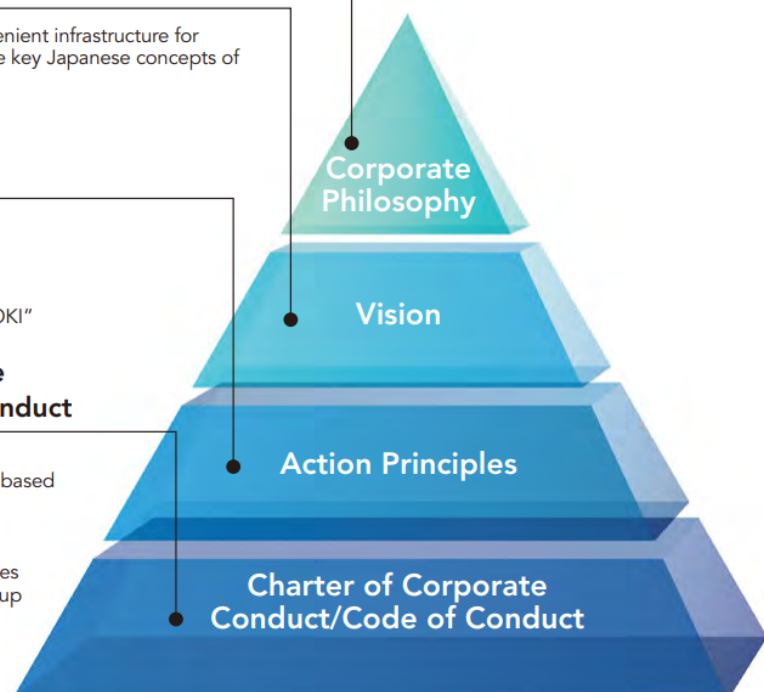 enient infrastructure for
key Japanese concepts of
OKI”
nduct
based
es
up
Corporate
Philosophy
Vision
Action Principles
Charter of Corporate
Conduct/Code of Conduct